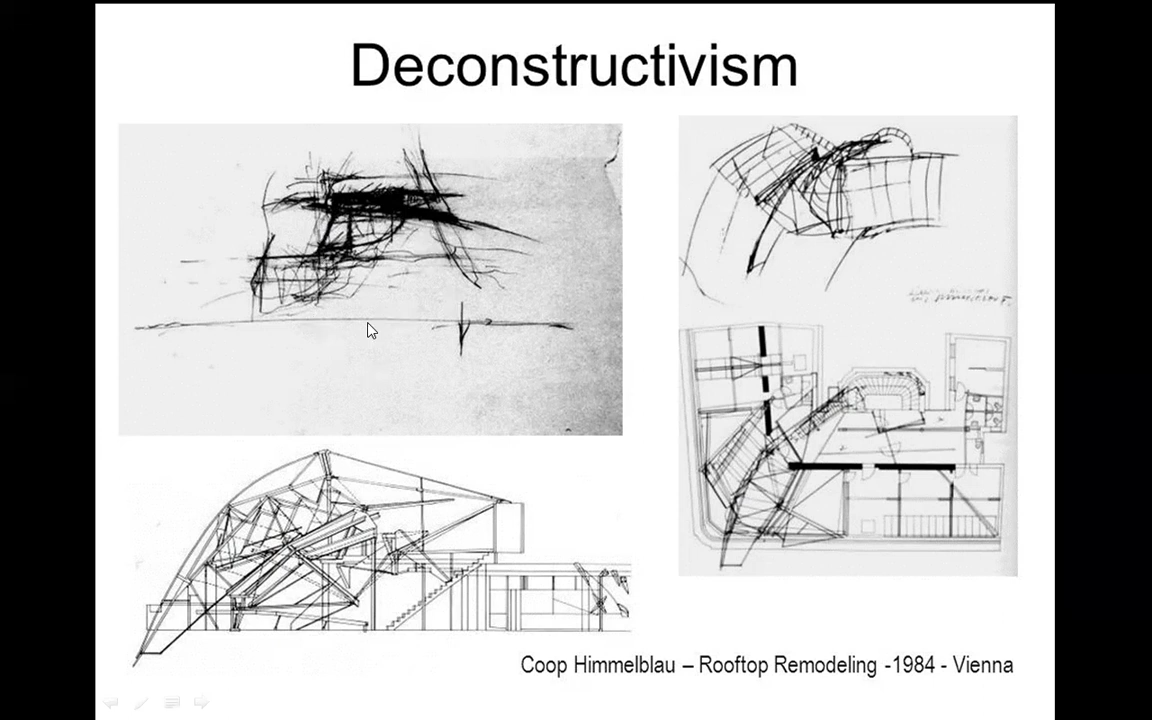 Deconstructivism
Coop Himmelblau – Rooftop Remodeling -1984 - Vienna